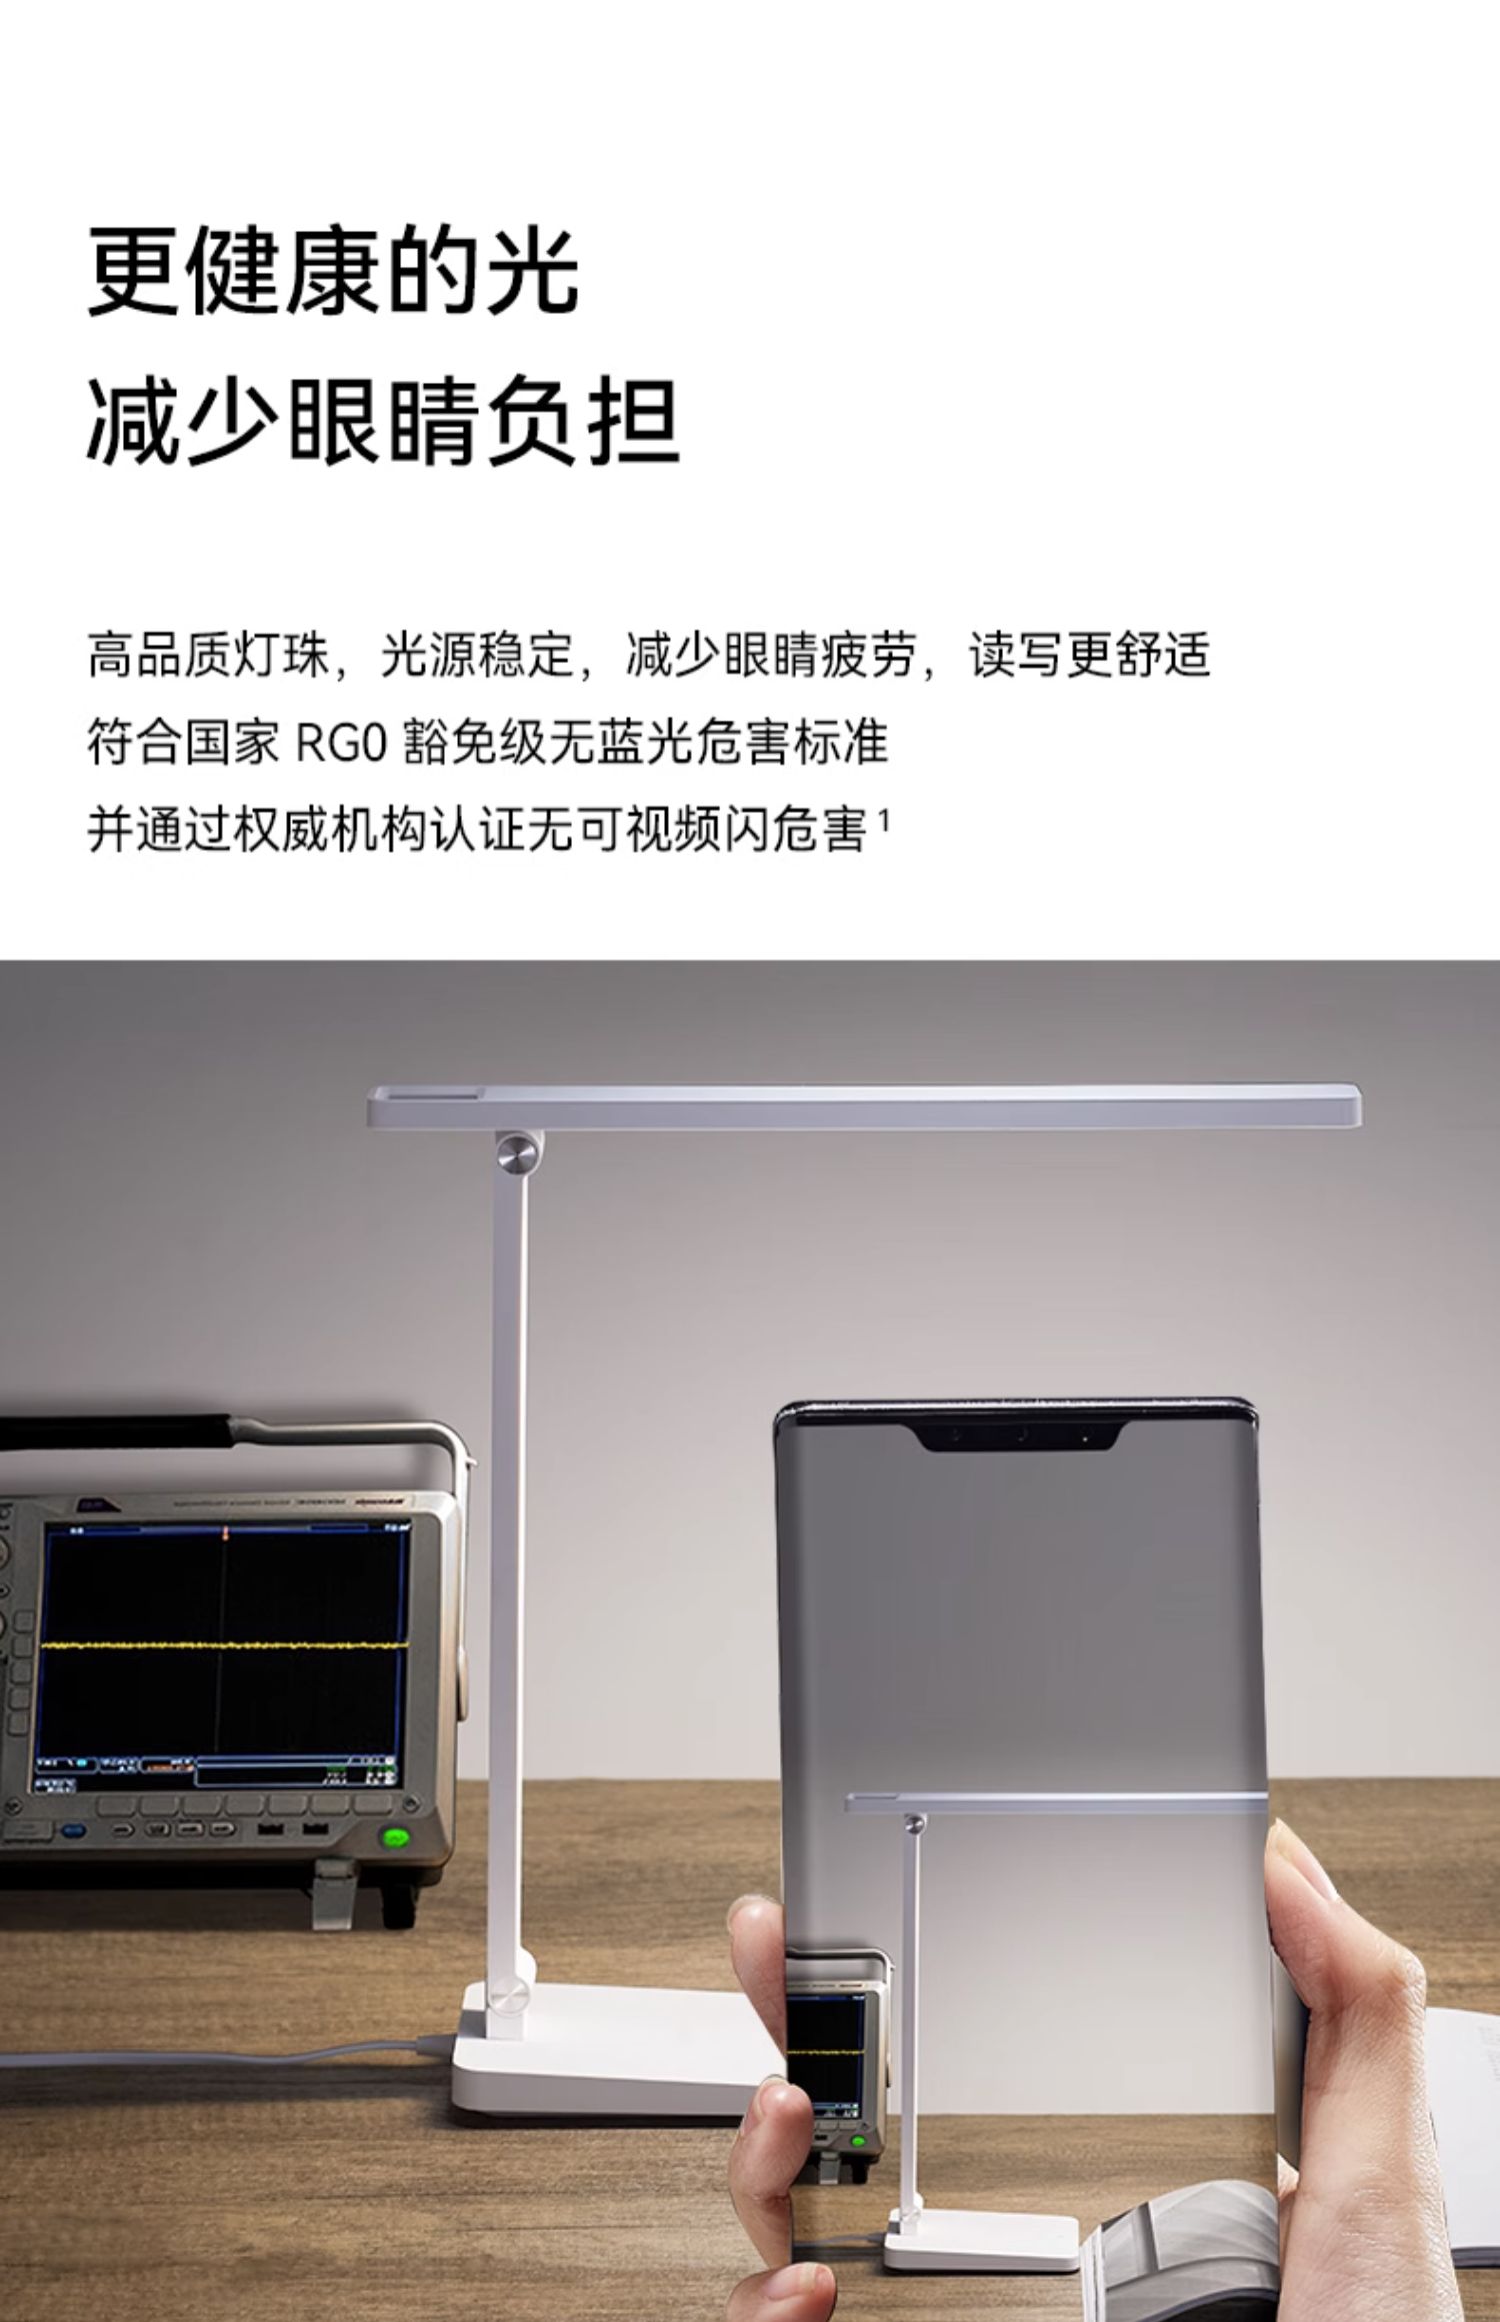 更健康的光
减少眼睛负担
高品质灯珠，光源稳定，减少眼睛疲劳，读写更舒适
符合国家 RG0 豁免级无蓝光危害标准
并通过权威机构认证无可视频闪危害¹